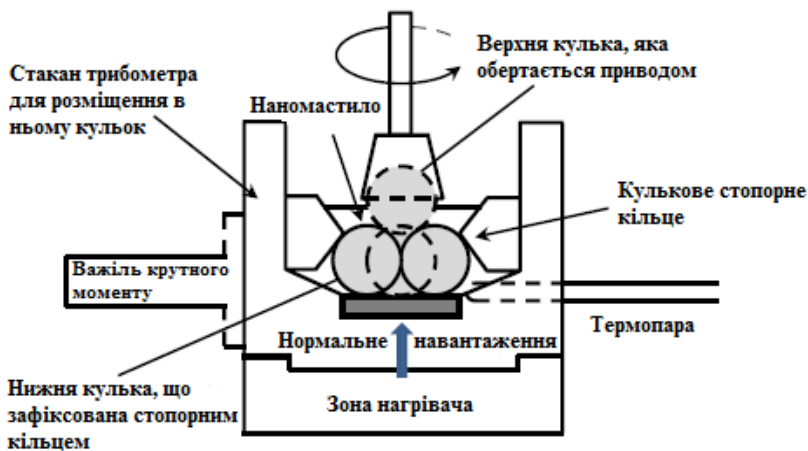 Верхня кулька, яка
обертається приводом
Стакан трибометра
для розміщення в
ньому кульок
Наномастило
Кулькове стопорне
кільце
Важіль крутного
моменту
Термопара
Нормальне навантаження
Нижня кулька, що
зафіксована стопорним
кільцем
Зона нагрівача